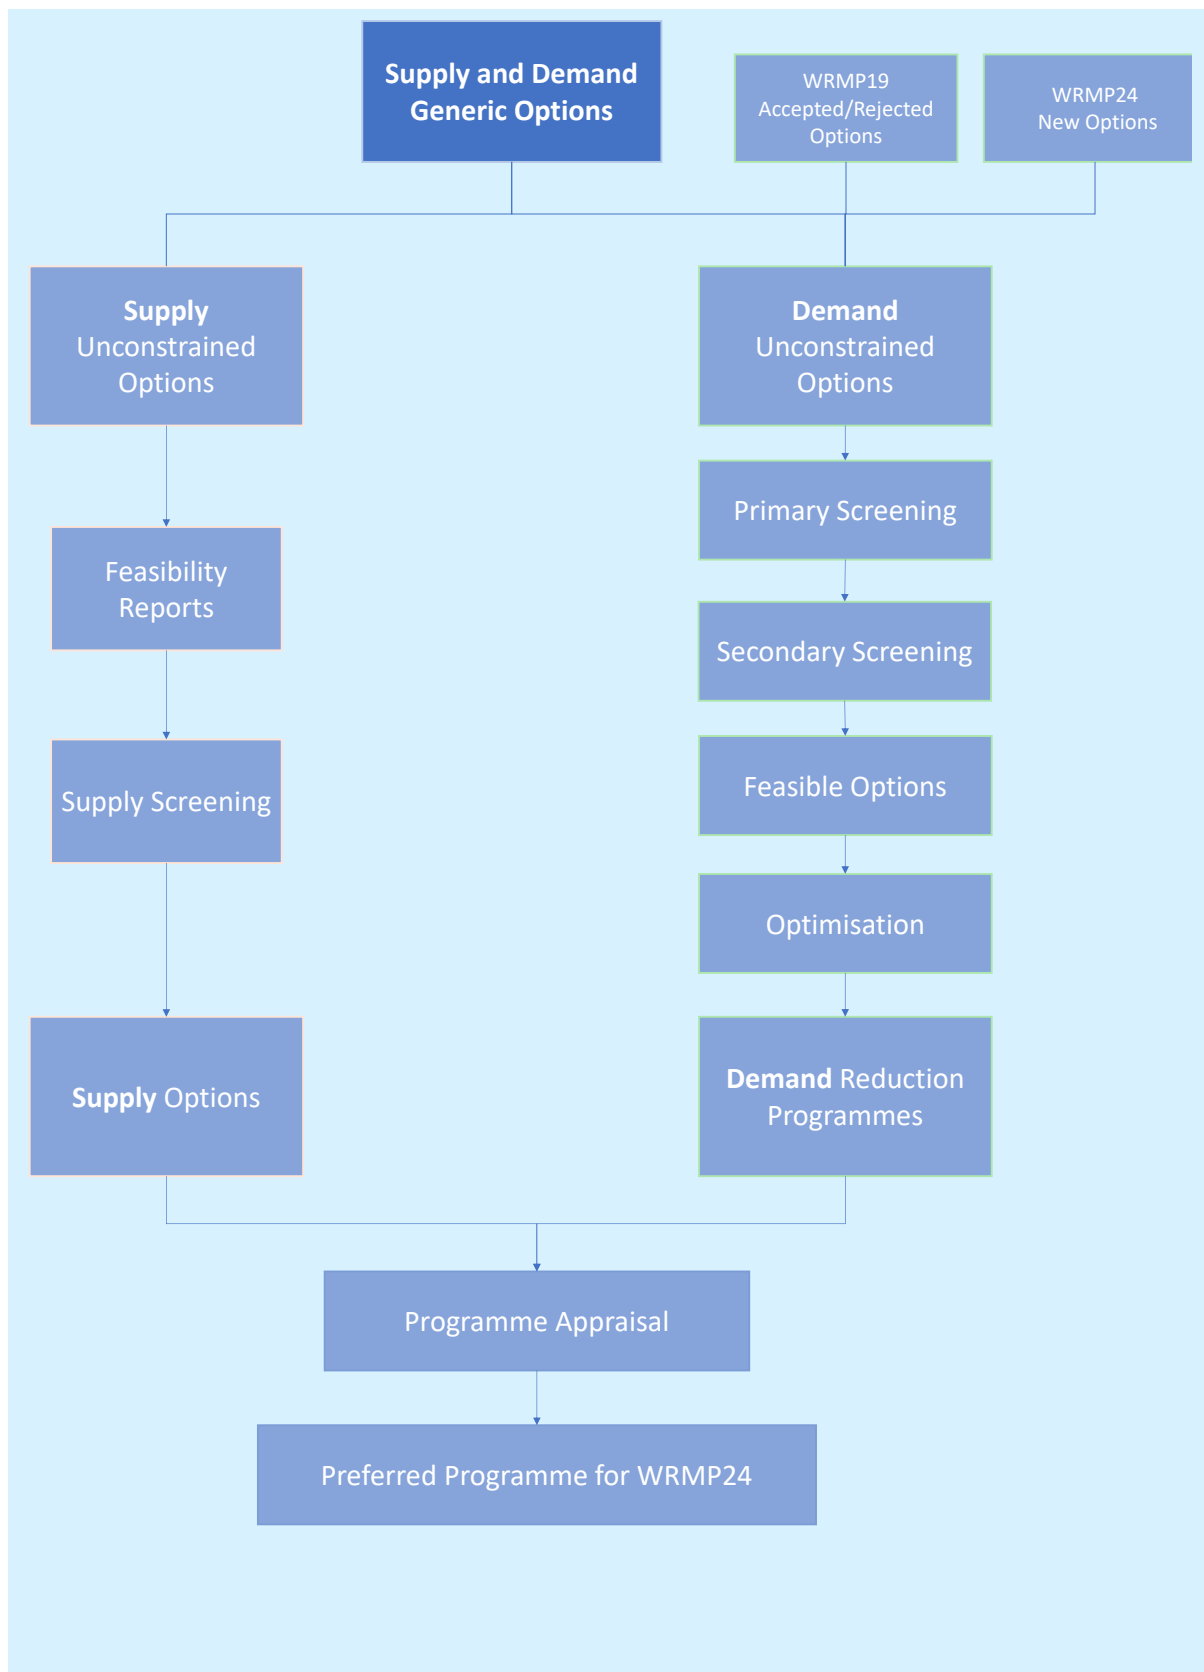 Supply and Demand
Generic Options
WRMP19
Accepted/Rejected
Options
WRMP24
New Options
Supply
Unconstrained
Options
Demand
Unconstrained
Options
Primary Screening
Feasibility
Reports
Secondary Screening
Supply Screening
Feasible Options
Optimisation
Supply Options
Demand Reduction
Programmes
Programme Appraisal
Preferred Programme for WRMP24